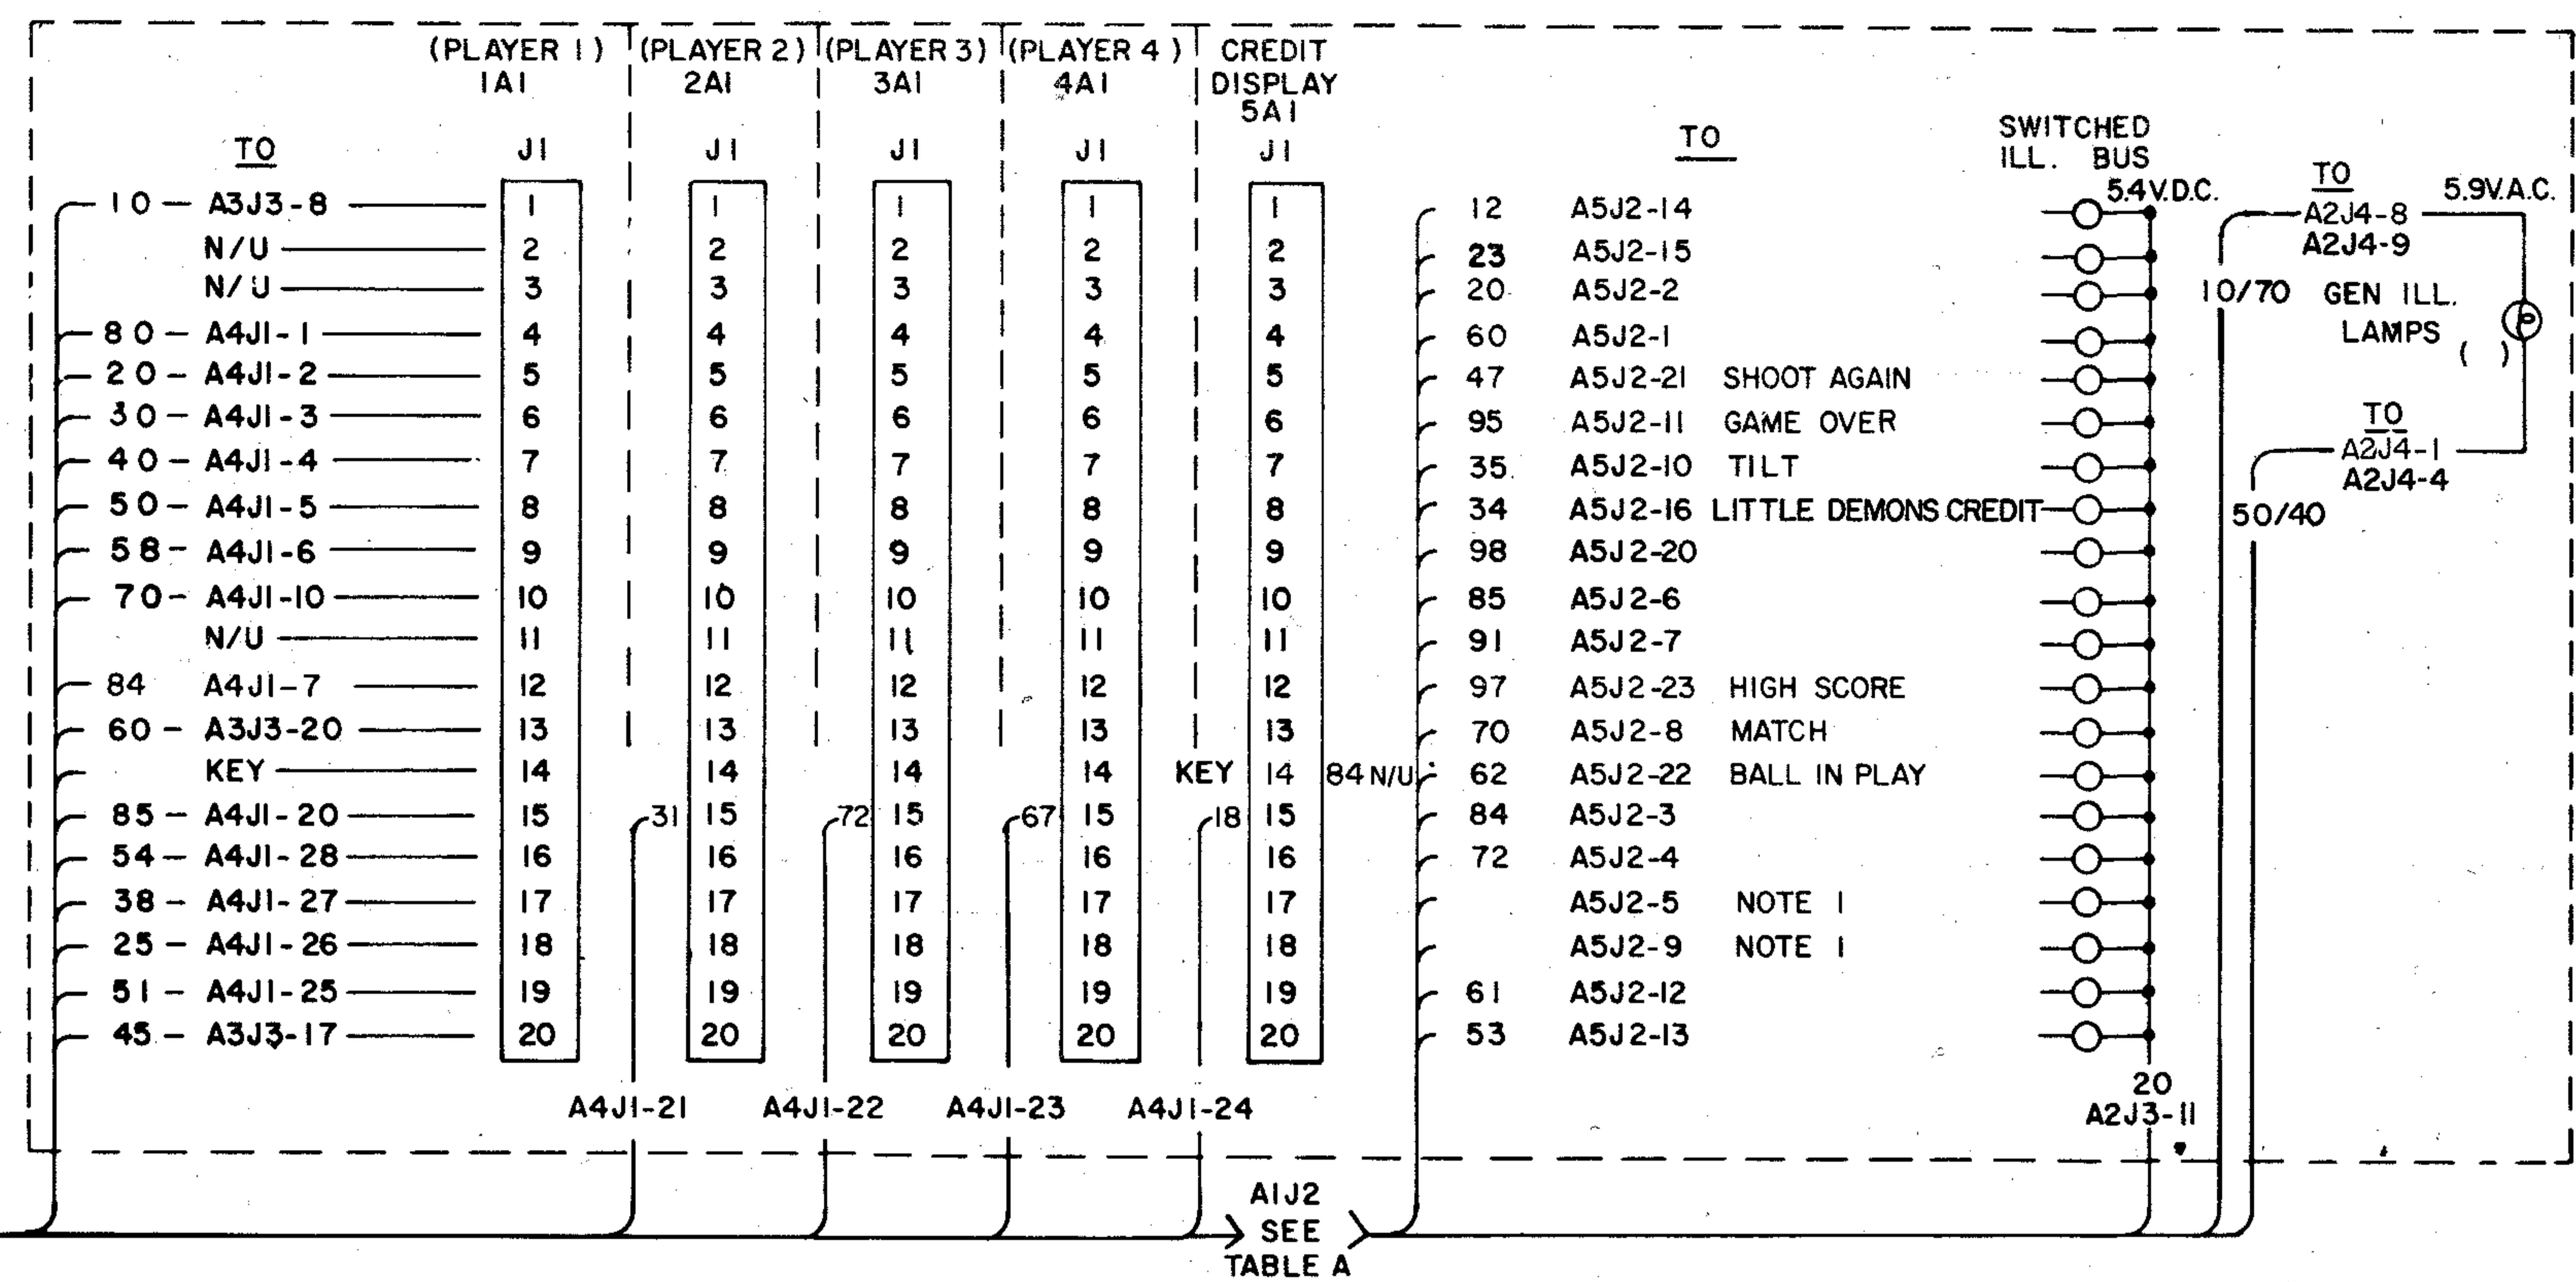 (PLAYER 1) (PLAYER 2) (PLAYER 3) (PLAYER 4) CREDIT
1A1 2A1 3A1 4A1 DISPLAY
5A1
TO J1 J1 J1 J1 J1
10 - A3J3-8 1 1 1 1 1
N/U 2 2 2 2 2
N/U 3 3 3 3 3
80 - A4J1-1 4 4 4 4 4
20 - A4J1-2 5 5 5 5 5
30 - A4J1-3 6 6 6 6 6
40 - A4J1-4 7 7 7 7 7
50 - A4J1-5 8 8 8 8 8
58 - A4J1-6 9 9 9 9 9
70 - A4J1-10 10 10 10 10 10
N/U 11 11 11 11 11
84 A4J1-7 12 12 12 12 12
60 - A3J3-20 13 13 13 13 13
KEY 14 14 14 14 KEY 14 84 N/U
85 - A4J1-20 15 31 15 72 15 67 15 18 15
54 - A4J1-28 16 16 16 16 16
38 - A4J1-27 17 17 17 17 17
25 - A4J1-26 18 18 18 18 18
51 - A4J1-25 19 19 19 19 19
45 - A3J3-17 20 20 20 20 20
A4J1-21 A4J1-22 A4J1-23 A4J1-24
A1J2
SEE
TABLE A
TO
12 A5J2-14
23 A5J2-15
20 A5J2-2
60 A5J2-1
47 A5J2-21 SHOOT AGAIN
95 A5J2-11 GAME OVER
35 A5J2-10 TILT
34 A5J2-16 LITTLE DEMONS CREDIT
98 A5J2-20
85 A5J2-6
91 A5J2-7
97 A5J2-23 HIGH SCORE
70 A5J2-8 MATCH
62 A5J2-22 BALL IN PLAY
84 A5J2-3
72 A5J2-4
A5J2-5 NOTE 1
A5J2-9 NOTE 1
61 A5J2-12
53 A5J2-13
SWITCHED
ILL. BUS
5.4V.D.C.
20
A2J3-11
TO 5.9V.A.C.
A2J4-8
A2J4-9
10/70 GEN ILL.
LAMPS
( )
TO
A2J4-1
A2J4-4
50/40